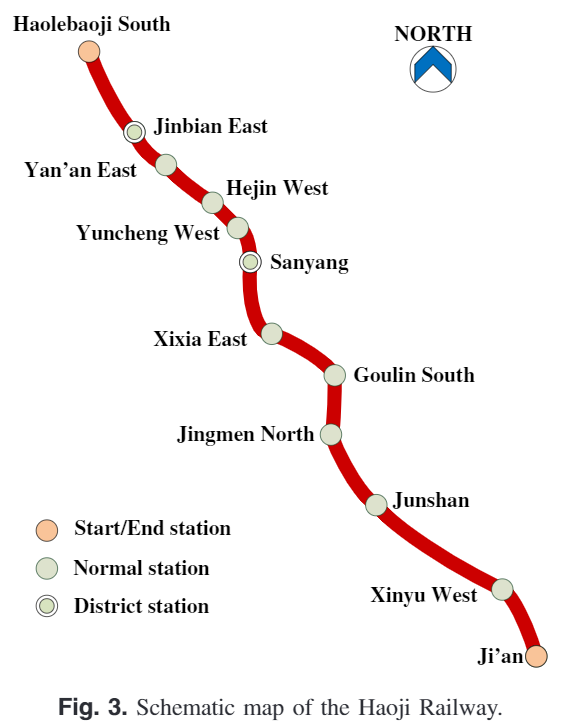 Haolebaoji South
NORTH
Jinbian East
Yan'an East
Hejin West
Yuncheng West
Sanyang
Xixia East
Goulin South
Jingmen North
Junshan
Start/End station
Normal station
Xinyu West
District station
Ji'an
Fig. 3. Schematic map of the Haoji Railway.